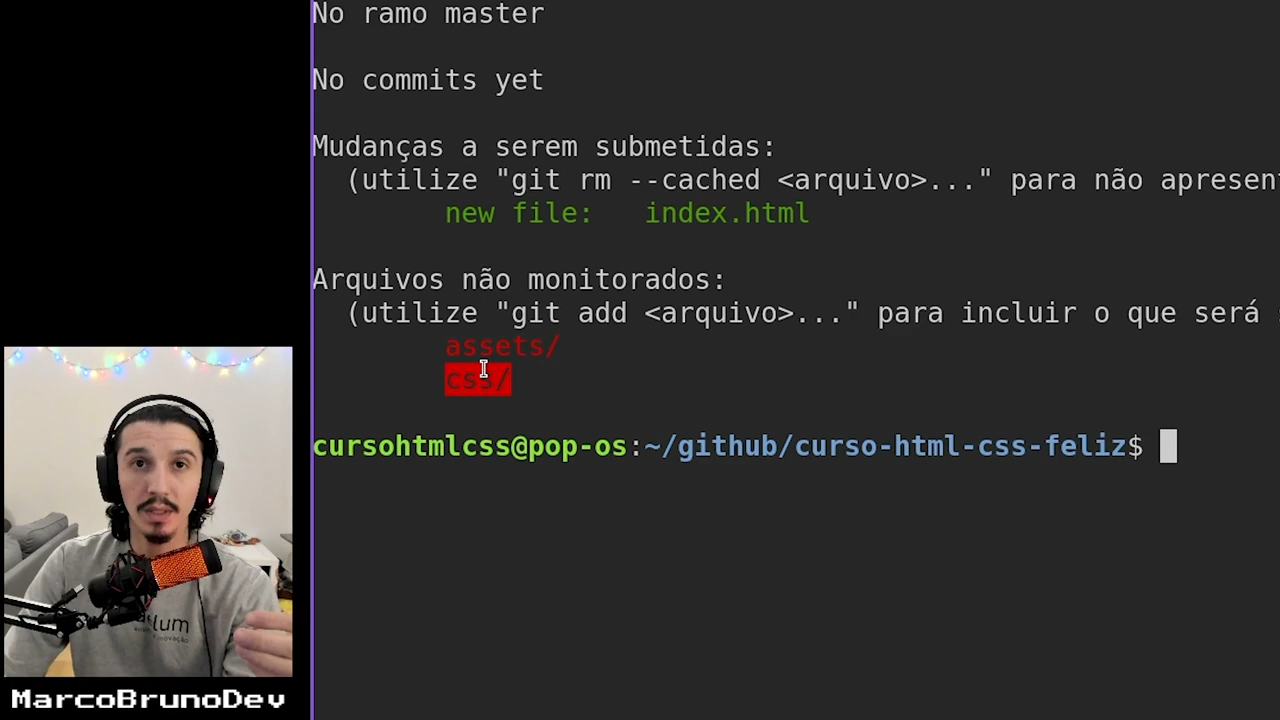 No ramo master
No commits yet
Mudanças a serem submetidas:
(utilize "git rm --cached <arquivo>..." para não apresen
new file:   index.html
Arquivos não monitorados:
(utilize "git add <arquivo>..." para incluir o que será
assets/
css/
cursohtmlcss@pop-os:~/github/curso-html-css-feliz$
MarcoBrunoDev